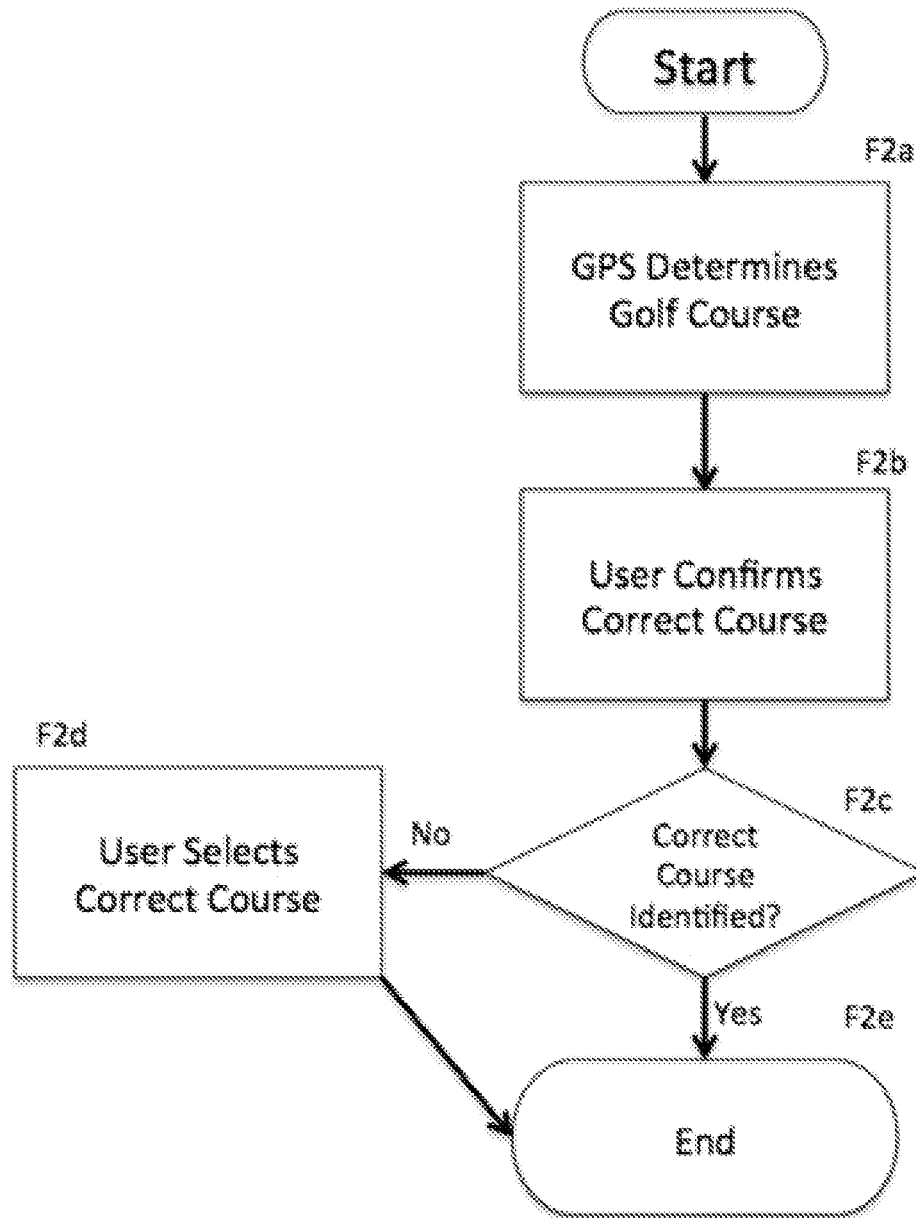 Start
F2a
GPS Determines
Golf Course
F2b
User Confirms
Correct Course
F2c
Correct
Course
Identified?
No
F2d
User Selects
Correct Course
Yes
F2e
End